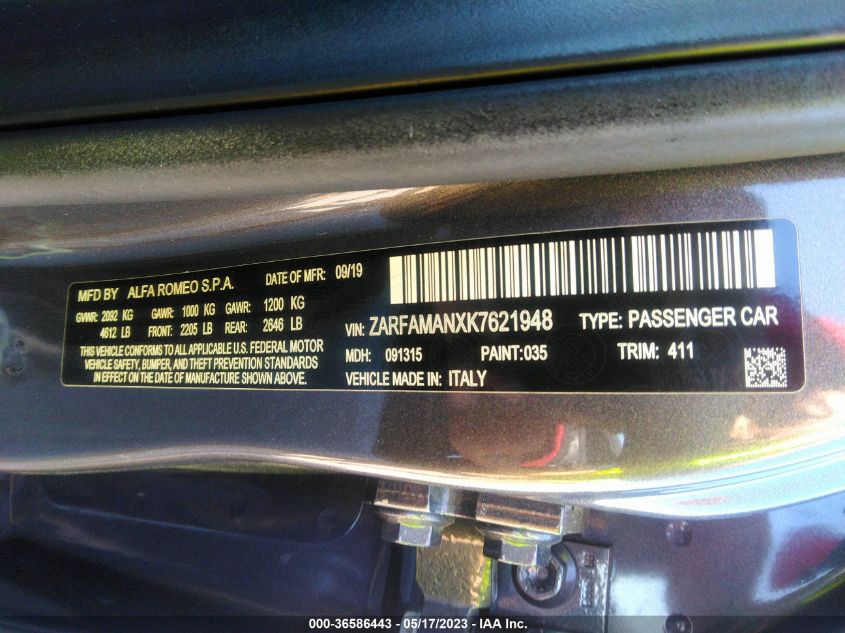 MFD BY ALFA ROMEO S.P.A. DATE OF MFR: 09/19
GVWR: 2092 KG GAWR: 1000 KG GAWR: 1200 KG
4612 LB FRONT: 2205 LB REAR: 2646 LB
THIS VEHICLE CONFORMS TO ALL APPLICABLE U.S. FEDERAL MOTOR
VEHICLE SAFETY, BUMPER, AND THEFT PREVENTION STANDARDS
IN EFFECT ON THE DATE OF MANUFACTURE SHOWN ABOVE.
VIN: ZARFAMANXK7621948 TYPE: PASSENGER CAR
MDH: 091315 PAINT:035 TRIM: 411
VEHICLE MADE IN: ITALY
000-36586443 — 05/17/2023 — IAA Inc.